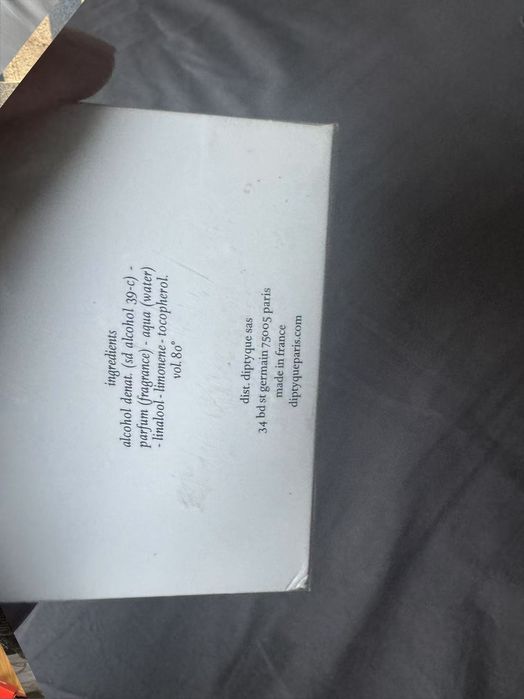 ingredients
alcohol denat. (sd alcohol 39-c) -
parfum (fragrance) - aqua (water)
- linalool - limonene - tocopherol.
vol.80°
dist. diptyque sas
34 bd st germain 75005 paris
made in france
diptyqueparis.com